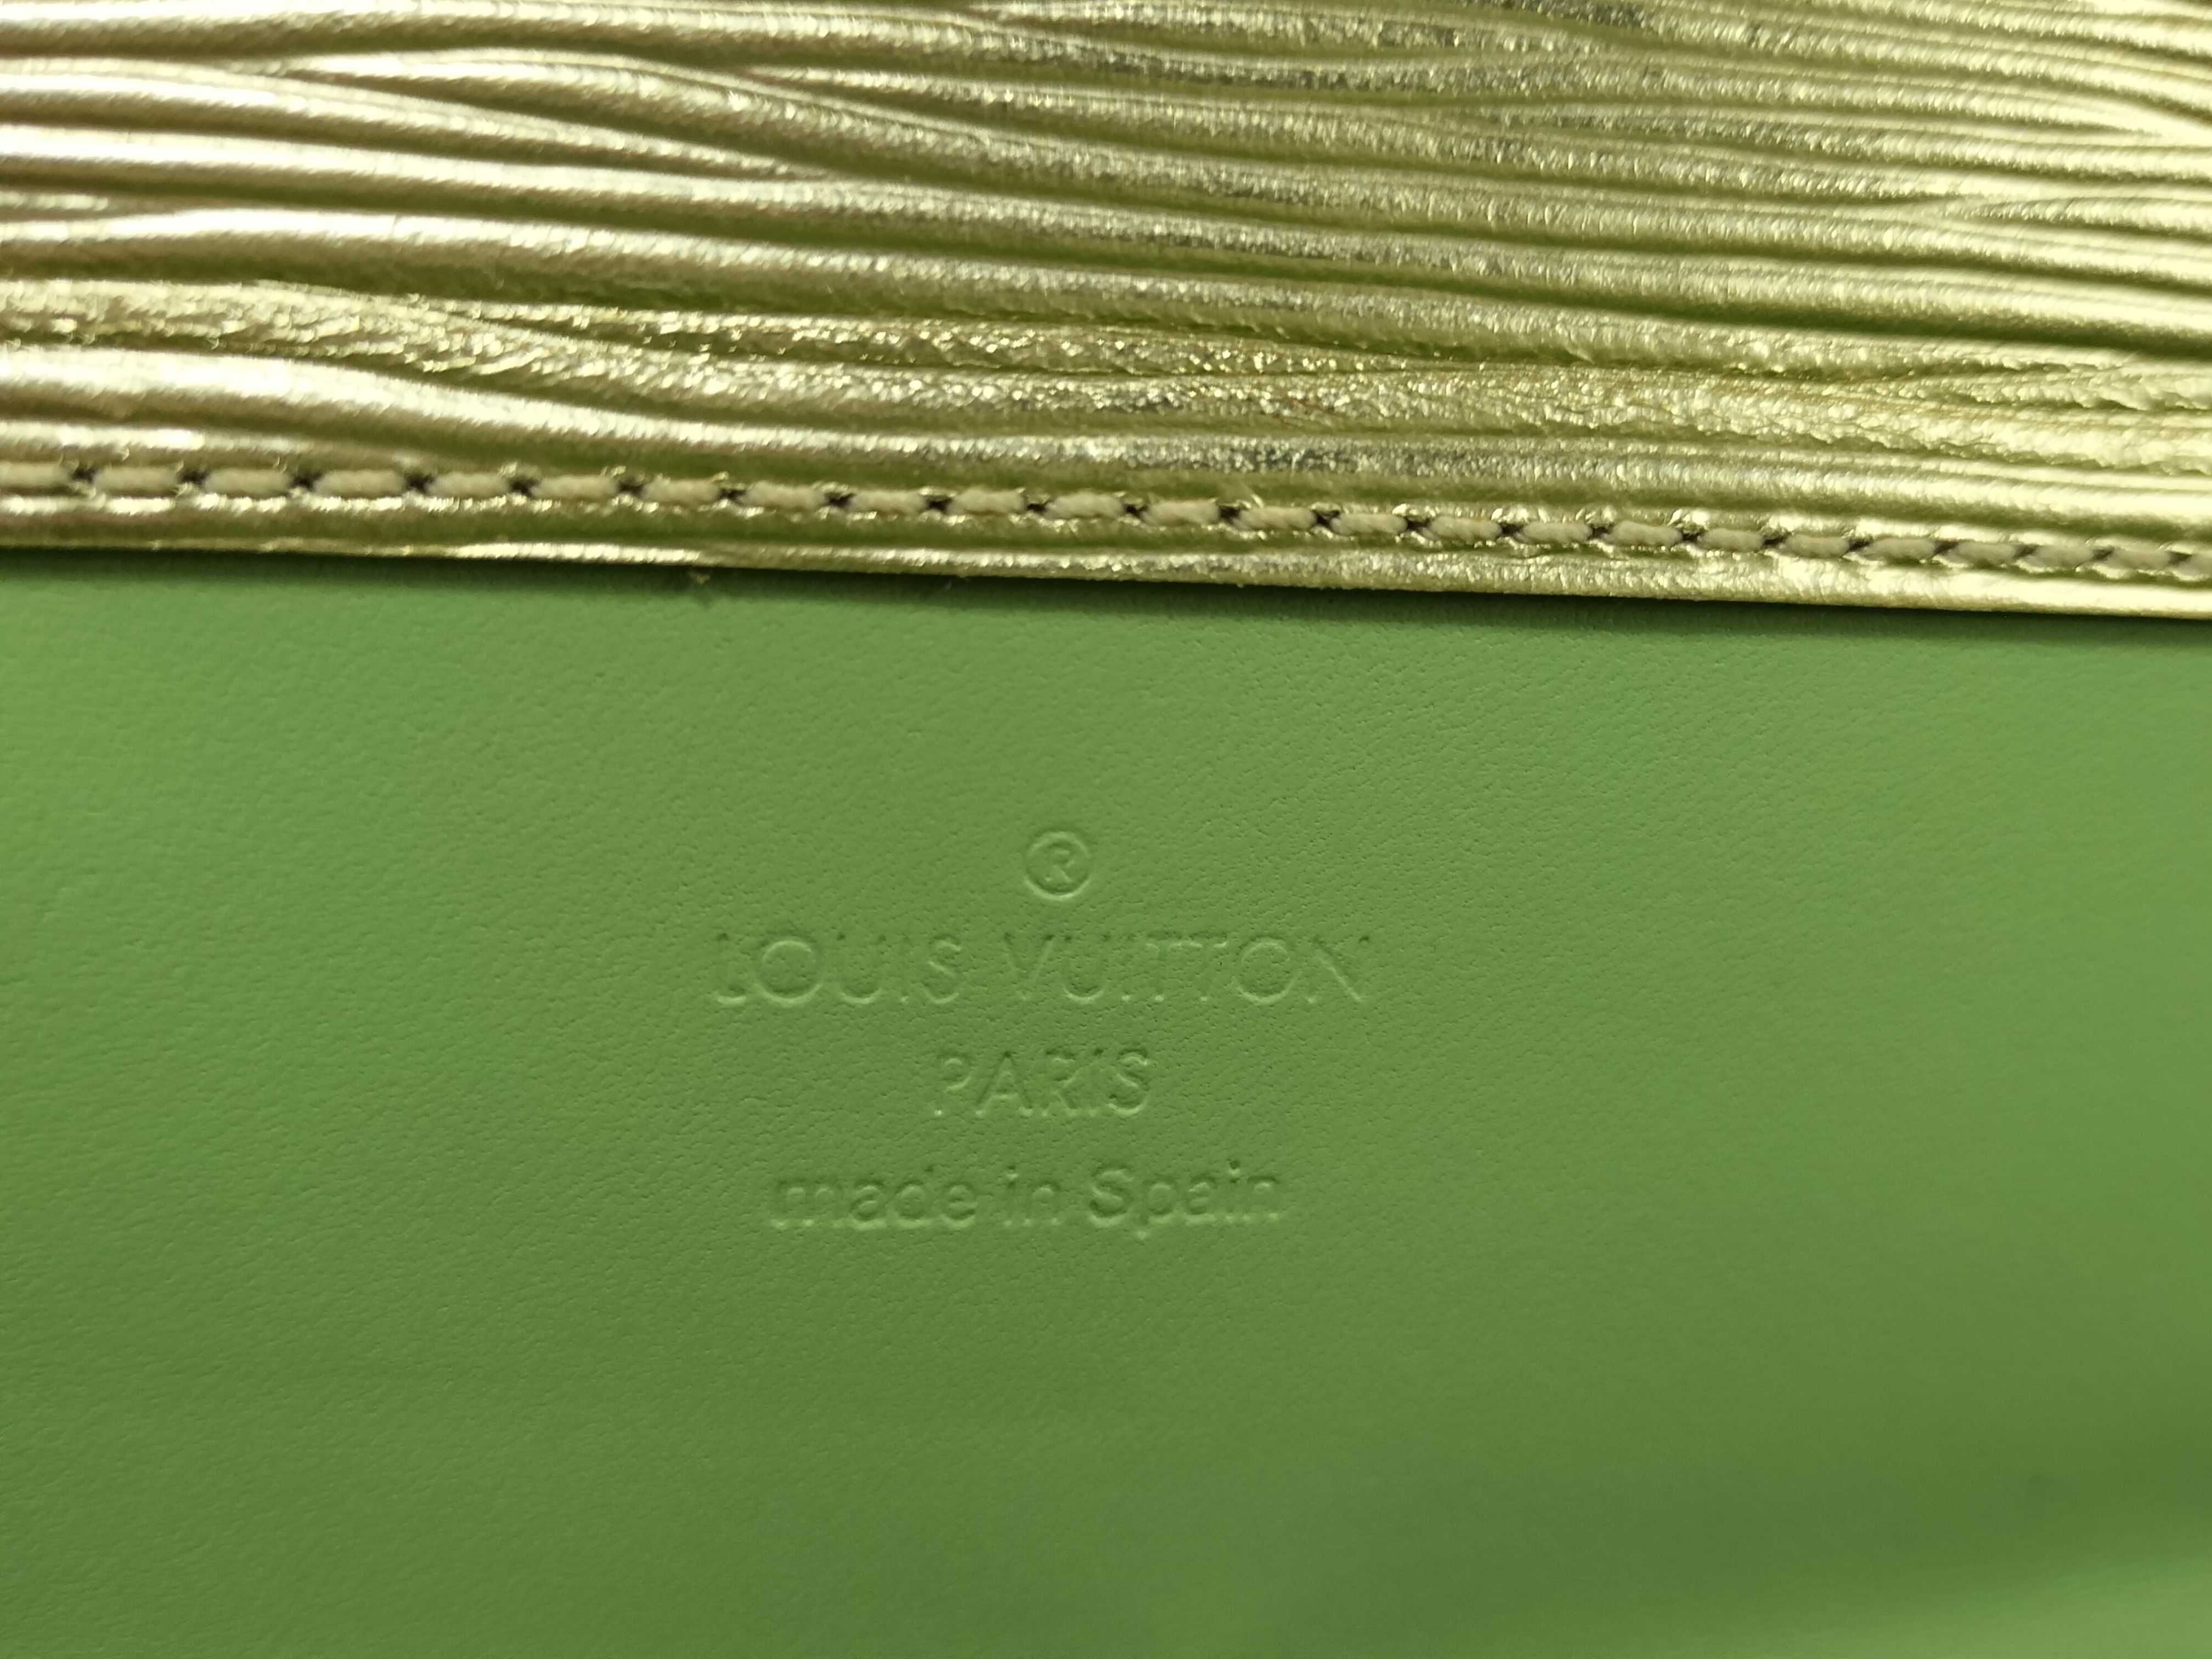 ®
LOUIS VUITTON
PARIS
made in Spain